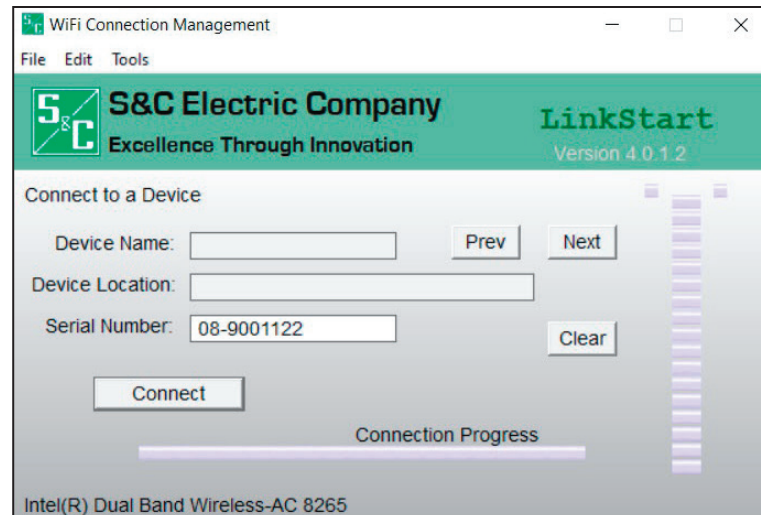 S&C WiFi Connection Management
File Edit Tools
S&C S&C Electric Company
Excellence Through Innovation
LinkStart
Version 4.0.1.2
Connect to a Device
Device Name: Prev Next
Device Location:
Serial Number: 08-9001122
Clear
Connect
Connection Progress
Intel(R) Dual Band Wireless-AC 8265